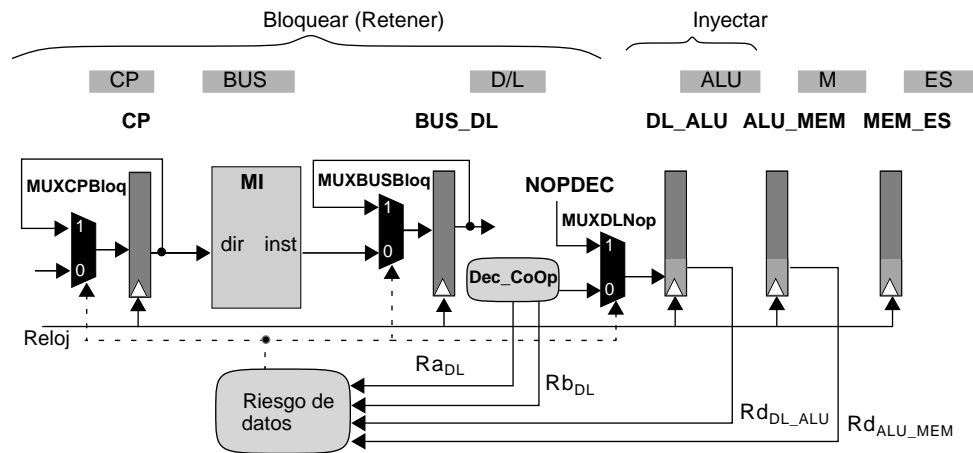 Bloquear (Retener) Inyectar
CP BUS D/L ALU M ES
CP BUS_DL DL_ALU ALU_MEM MEM_ES
MUXCPBloq MI MUXBUSBloq NOPDEC
MUXDLNop
1 1 1
dir inst
0 0 Dec_CoOp 0
Reloj
Ra_DL
Rb_DL
Riesgo de
datos
Rd_DL_ALU
Rd_ALU_MEM